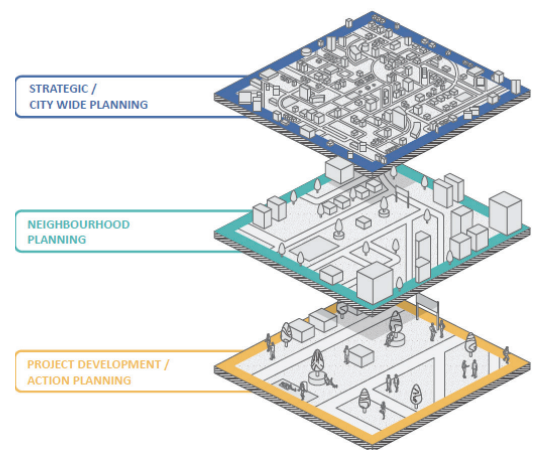 STRATEGIC /
CITY WIDE PLANNING
NEIGHBOURHOOD
PLANNING
PROJECT DEVELOPMENT /
ACTION PLANNING